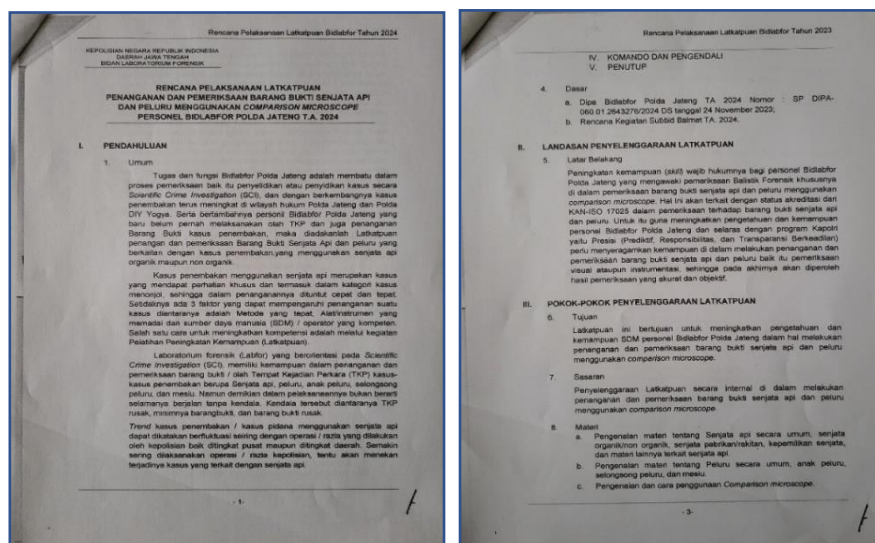 Rencana Pelaksanaan Latkatpuan Bidlabfor Tahun 2024
KEPOLISIAN NEGARA REPUBLIK INDONESIA
DAERAH JAWA TENGAH
BIDAN LABORATORIUM FORENSIK
RENCANA PELAKSANAAN LATKATPUAN
PENANGANAN DAN PEMERIKSAAN BARANG BUKTI SENJATA API
DAN PELURU MENGGUNAKAN COMPARISON MICROSCOPE
PERSONEL BIDLABFOR POLDA JATENG T.A. 2024
I. PENDAHULUAN
1. Umum
Tugas dan fungsi Bidlabfor Polda Jateng adalah membatu dalam
proses pemeriksaan baik itu penyelidikan atau penyidikan kasus secara
Scientific Crime Investigation (SCI), dan dengan berkembangnya kasus
penembakan terus meningkat di wilayah hukum Polda Jateng dan Polda
DIY Yogya. Serta bertambahnya personil Bidlabfor Polda Jateng yang
baru belum pernah melaksanakan olah TKP dan juga penanganan
Barang Bukti kasus penembakan, maka diadakanlah Latkatpuan
penangan dan pemeriksaan Barang Bukti Senjata Api dan peluru yang
berkaitan dengan kasus penembakan yang menggunakan senjata api
organik maupun non organik.
Kasus penembakan menggunakan senjata api merupakan kasus
yang mendapat perhatian khusus dan termasuk dalam kategori kasus
menonjol, sehingga dalam penanganannya dituntut cepat dan tepat.
Setidaknya ada 3 faktor yang dapat mempengaruhi penanganan suatu
kasus diantaranya adalah Metoda yang tepat, Alat/instrumen yang
memadai dan sumber daya manusia (SDM) / operator yang kompeten.
Salah satu cara untuk meningkatkan kompetensi adalah melalui kegiatan
Pelatihan Peningkatan Kemampuan (Latkatpuan).
Laboratorium forensik (Labfor) yang berorientasi pada Scientific
Crime Investigation (SCI), memiliki kemampuan dalam penanganan dan
pemeriksaan barang bukti / olah Tempat Kejadian Perkara (TKP) kasus-
kasus penembakan berupa Senjata api, peluru, anak peluru, selongsong
peluru, dan mesiu. Namun demikian dalam pelaksanaannya bukan berarti
selamanya berjalan tanpa kendala. Kendala tersebut diantaranya TKP
rusak, minimnya barangbukti, dan barang bukti rusak.
Trend kasus penembakan / kasus pidana menggunakan senjata api
dapat dikatakan berfluktuasi seiring dengan operasi / razia yang dilakukan
oleh kepolisian baik ditingkat pusat maupun ditingkat daerah. Semakin
sering dilaksanakan operasi / razia kepolisian, tentu akan menekan
terjadinya kasus yang terkait dengan senjata api.
- 1-
Rencana Pelaksanaan Latkatpuan Bidlabfor Tahun 2023
IV. KOMANDO DAN PENGENDALI
V. PENUTUP
4. Dasar
a. Dipa Bidlabfor Polda Jateng TA 2024 Nomor : SP DIPA-
060.01.2643276/2024 DS tanggal 24 November 2023;
b. Rencana Kegiatan Subbid Balmet TA. 2024.
II. LANDASAN PENYELENGGARAAN LATKATPUAN
5. Latar Belakang
Peningkatan kemampuan (skill) wajib hukumnya bagi personel Bidlabfor
Polda Jateng yang mengawaki pemeriksaan Balistik Forensik khususnya
di dalam pemeriksaan barang bukti senjata api dan peluru menggunakan
comparison microscope. Hal Ini akan terkait dengan status akreditasi dari
KAN-ISO 17025 dalam pemeriksaan terhadap barang bukti senjata api
dan peluru. Untuk itu guna meningkatkan pengetahuan dan kemampuan
personel Bidlabfor Polda Jateng dan selaras dengan program Kapolri
yaitu Presisi (Prediktif, Responsibilitas, dan Transparansi Berkeadilan)
perlu menyeragamkan kemampuan di dalam melakukan penanganan dan
pemeriksaan barang bukti senjata api dan peluru baik itu pemeriksaan
visual ataupun instrumentasi, sehingga pada akhirnya akan diperoleh
hasil pemeriksaan yang akurat dan objektif.
III. POKOK-POKOK PENYELENGGARAAN LATKATPUAN
6. Tujuan
Latkatpuan ini bertujuan untuk meningkatkan pengetahuan dan
kemampuan SDM personel Bidlabfor Polda Jateng dalam hal melakukan
penanganan dan pemeriksaan barang bukti senjata api dan peluru
menggunakan comparison microscope.
7. Sasaran
Penyelenggaraan Latkatpuan secara internal di dalam melakukan
penanganan dan pemeriksaan barang bukti senjata api dan peluru
menggunakan comparison microscope.
8. Materi
a. Pengenalan materi tentang Senjata api secara umum, senjata
organik/non organik, senjata pabrikan/rakitan, kepemilikan senjata,
dan materi lainnya terkait senjata api.
b. Pengenalan materi tentang Peluru secara umum, anak peluru,
selongsong peluru, dan mesiu.
c. Pengenalan dan cara penggunaan Comparison microscope.
-3-